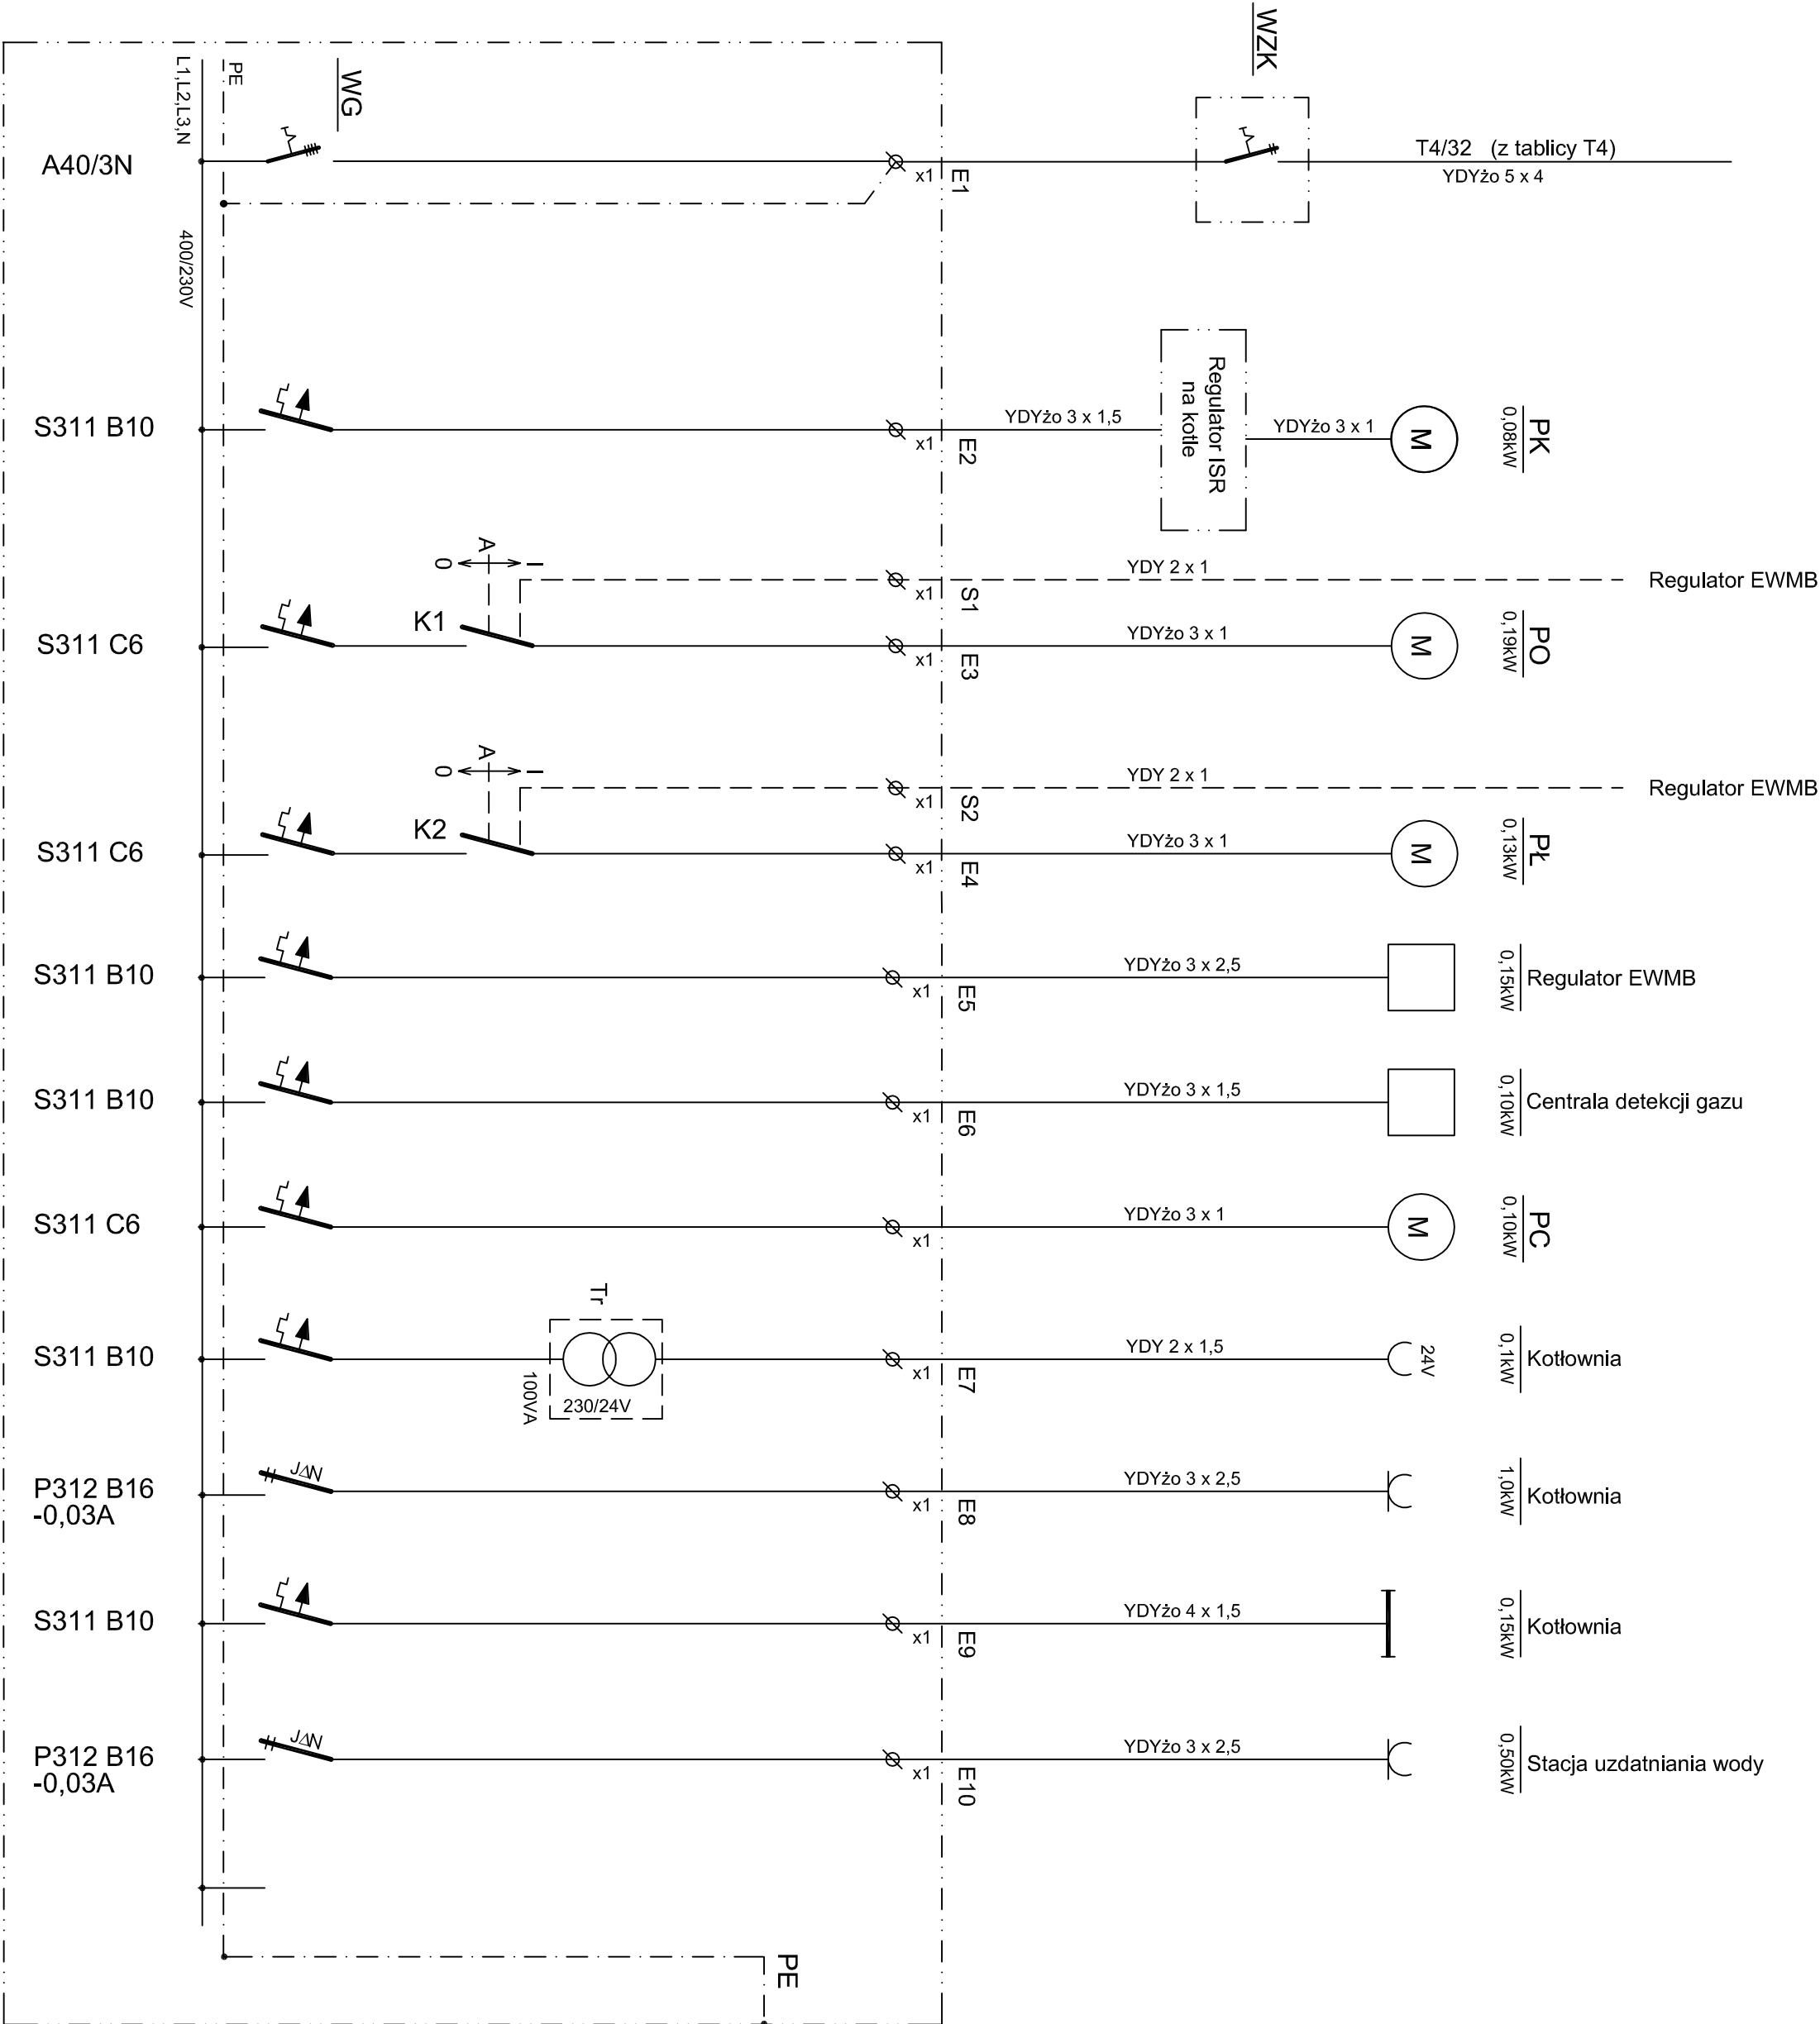 WZK
L1,L2,L3,N
PE
WG
A40/3N
x1
E1
T4/32 (z tablicy T4)
YDYżo 5 x 4
400/230V
S311 B10
x1
E2
YDYżo 3 x 1,5
Regulator ISR
na kotle
YDYżo 3 x 1
M
PK
0,08kW
0
A
I
x1
S1
YDY 2 x 1
Regulator EWMB
S311 C6
K1
x1
E3
YDYżo 3 x 1
M
PO
0,19kW
0
A
I
x1
S2
YDY 2 x 1
Regulator EWMB
S311 C6
K2
x1
E4
YDYżo 3 x 1
M
PŁ
0,13kW
S311 B10
x1
E5
YDYżo 3 x 2,5
0,15kW
Regulator EWMB
S311 B10
x1
E6
YDYżo 3 x 1,5
0,10kW
Centrala detekcji gazu
S311 C6
x1
YDYżo 3 x 1
M
PC
0,10kW
Tr
S311 B10
100VA
230/24V
x1
E7
YDY 2 x 1,5
24V
0,1kW
Kotłownia
P312 B16
-0,03A
J∆N
x1
E8
YDYżo 3 x 2,5
1,0kW
Kotłownia
S311 B10
x1
E9
YDYżo 4 x 1,5
0,15kW
Kotłownia
P312 B16
-0,03A
J∆N
x1
E10
YDYżo 3 x 2,5
0,50kW
Stacja uzdatniania wody
PE